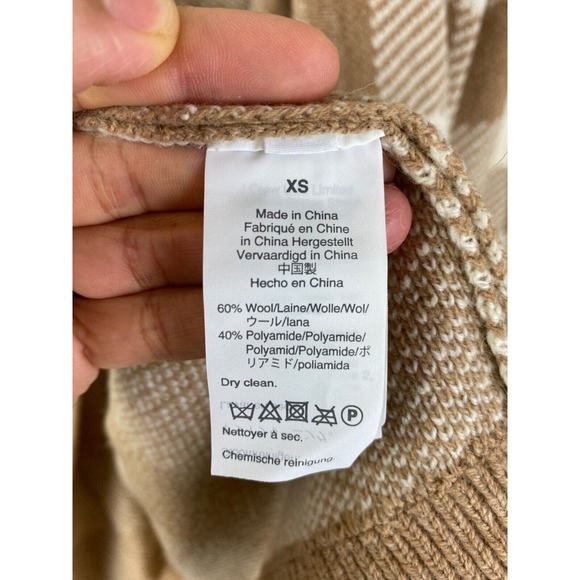 XS
Made in China
Fabriqué en Chine
in China Hergestellt
Vervaardigd in China
中国製
Hecho en China
60% Wool/Laine/Wolle/Wol/
ウール/lana
40% Polyamide/Polyamide/
Polyamid/Polyamide/ポ
リアミド/poliamida
Dry clean.
P
Nettoyer à sec.
Chemische reinigung.